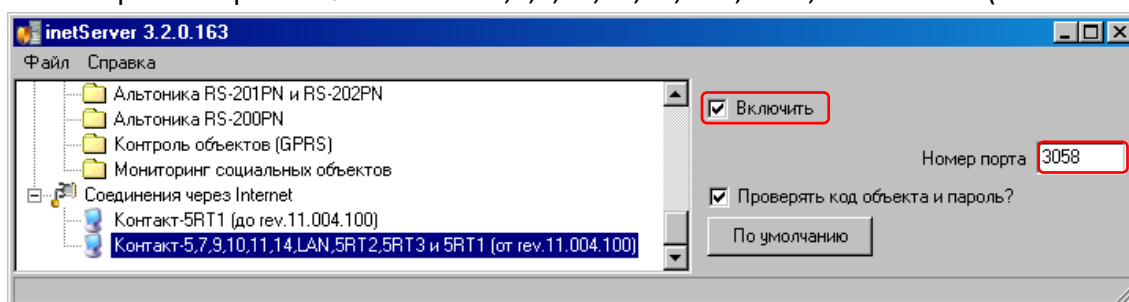 inetServer 3.2.0.163
Файл Справка
Альтоника RS-201PN и RS-202PN
Альтоника RS-200PN
Контроль объектов (GPRS)
Мониторинг социальных объектов
Соединения через Internet
Контакт-5RT1 (до rev.11.004.100)
Контакт-5,7,9,10,11,14,LAN,5RT2,5RT3 и 5RT1 (от rev.11.004.100)
Включить
Номер порта 3058
Проверять код объекта и пароль?
По умолчанию